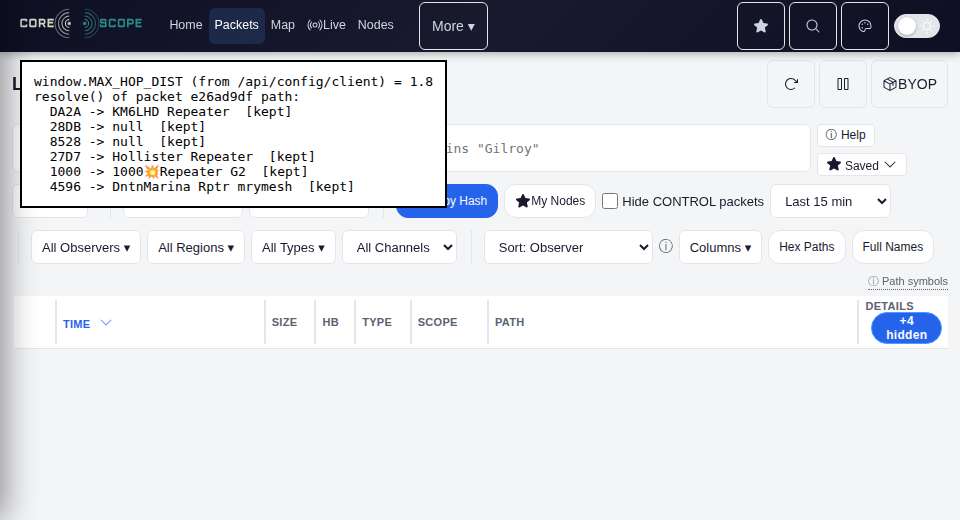 CORE SCOPE
Home Packets Map Live Nodes More ▾
window.MAX_HOP_DIST (from /api/config/client) = 1.8
resolve() of packet e26ad9df path:
DA2A -> KM6LHD Repeater [kept]
28DB -> null [kept]
8528 -> null [kept]
27D7 -> Hollister Repeater [kept]
1000 -> 1000💥Repeater G2 [kept]
4596 -> DntnMarina Rptr mrymesh [kept]
BYOP
ins "Gilroy"
ⓘ Help
★ Saved
by Hash
★My Nodes
Hide CONTROL packets
Last 15 min
All Observers ▾
All Regions ▾
All Types ▾
All Channels
Sort: Observer
ⓘ
Columns ▾
Hex Paths
Full Names
ⓘ Path symbols
TIME SIZE HB TYPE SCOPE PATH DETAILS
+4
hidden